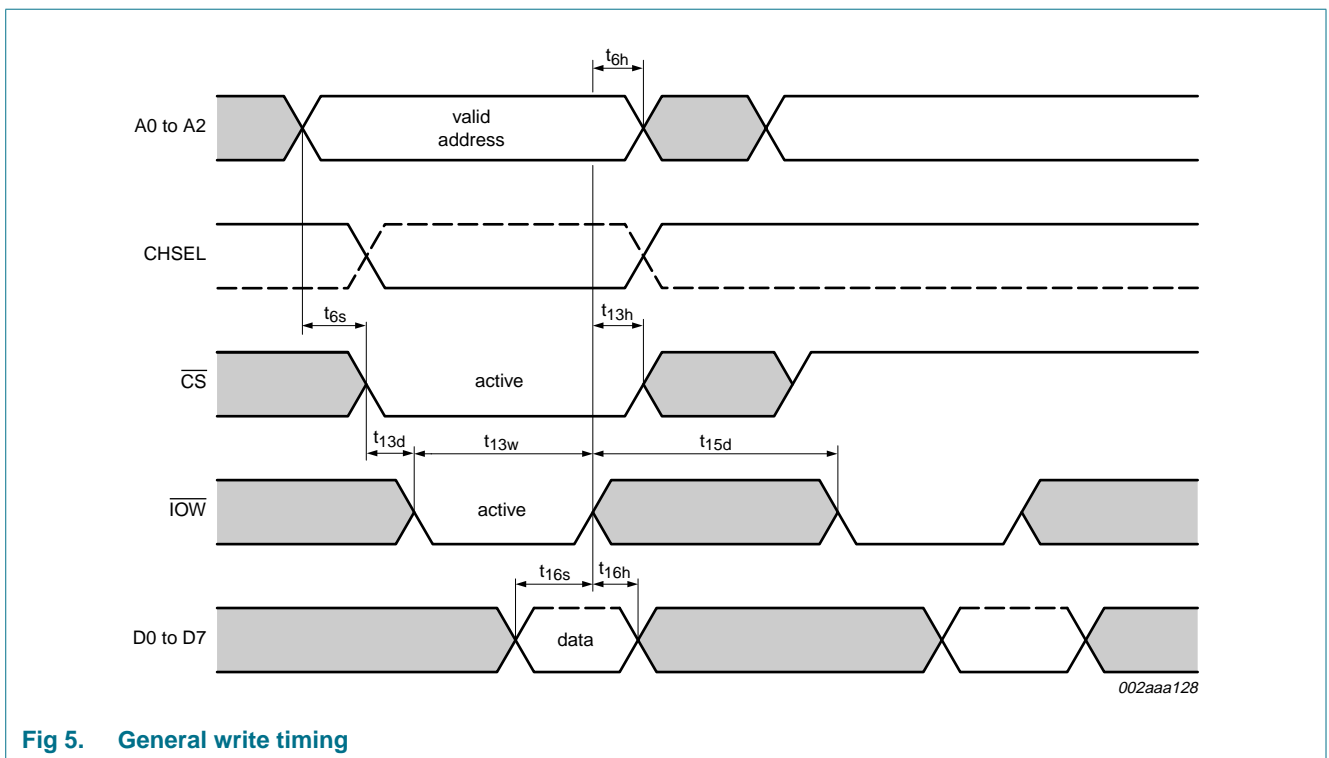 t6h
A0 to A2
valid
address
CHSEL
t6s
t13h
CS
active
t13d
t13w
t15d
IOW
active
t16s
t16h
D0 to D7
data
002aaa128
Fig 5. General write timing